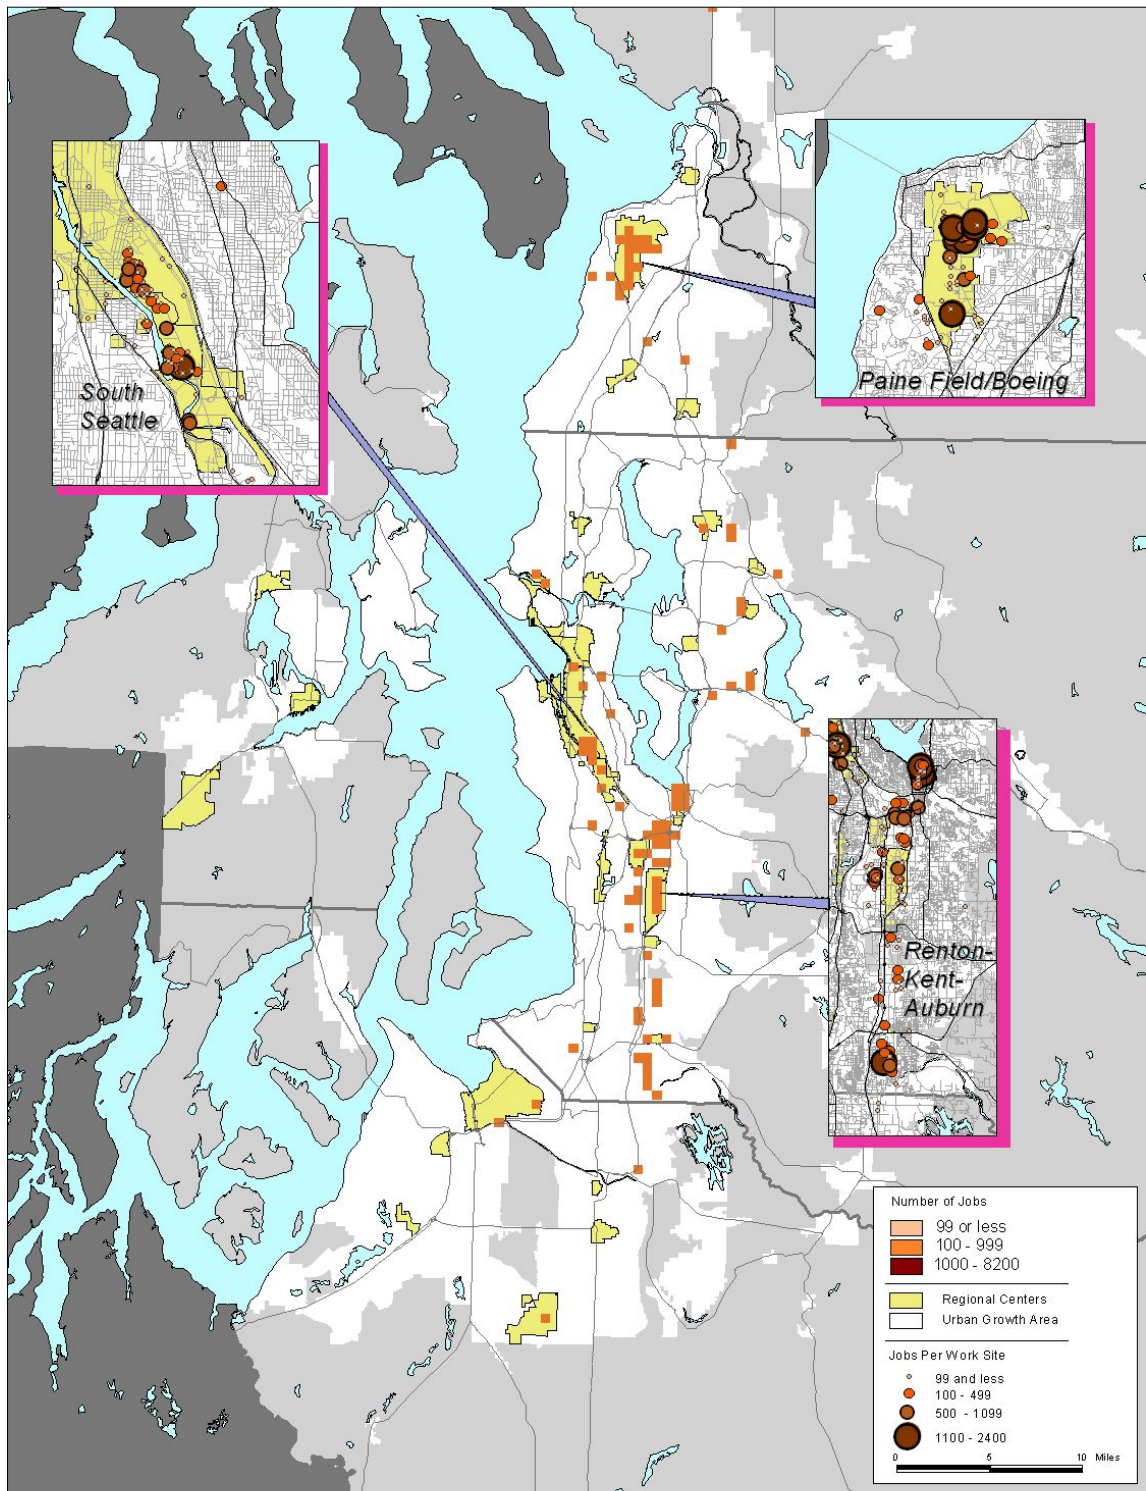 South
Seattle
Paine Field/Boeing
Renton-
Kent-
Auburn
Number of Jobs
99 or less
100 - 999
1000 - 8200
Regional Centers
Urban Growth Area
Jobs Per Work Site
99 and less
100 - 499
500 - 1099
1100 - 2400
0 5 10 Miles